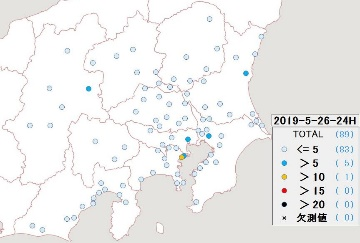 2019-5-26-24H
TOTAL (89)
<= 5 (83)
> 5 (5)
> 10 (1)
> 15 (0)
> 20 (0)
× 欠測値 (0)